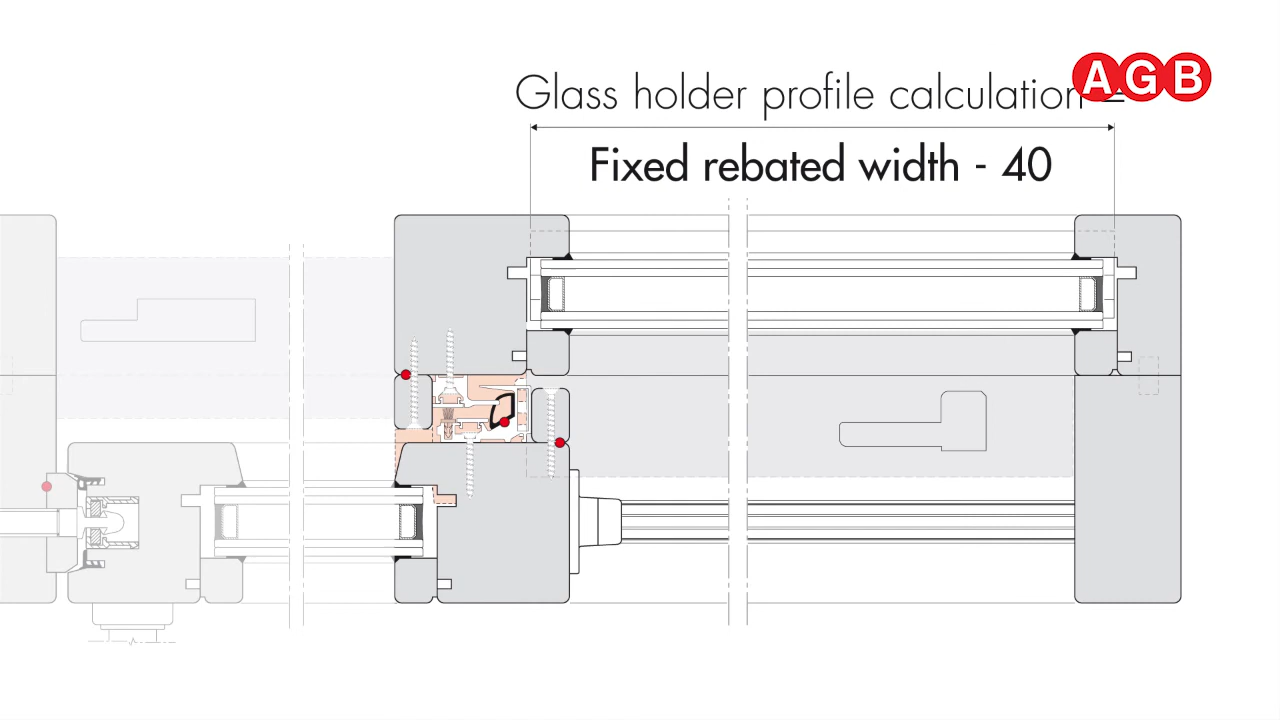 AGB
Glass holder profile calculation =
Fixed rebated width - 40